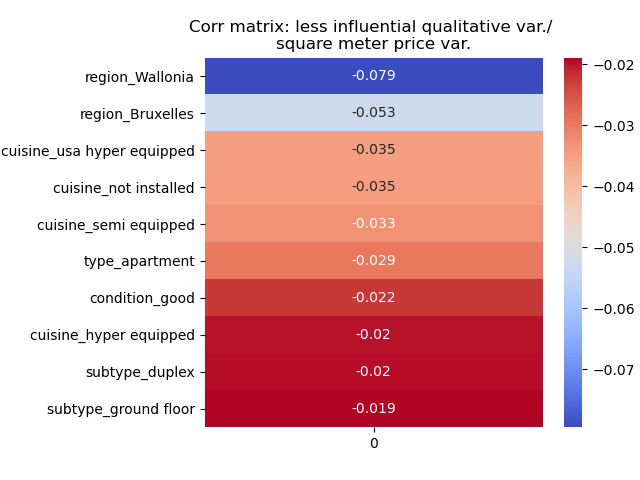 Corr matrix: less influential qualitative var./
square meter price var.
region_Wallonia -0.079
region_Bruxelles -0.053
cuisine_usa hyper equipped -0.035
cuisine_not installed -0.035
cuisine_semi equipped -0.033
type_apartment -0.029
condition_good -0.022
cuisine_hyper equipped -0.02
subtype_duplex -0.02
subtype_ground floor -0.019
0
−0.02
−0.03
−0.04
−0.05
−0.06
−0.07